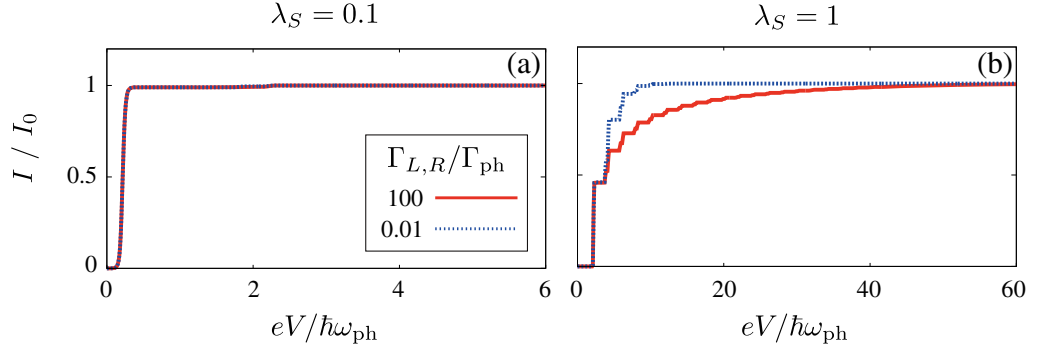 λ_S = 0.1
λ_S = 1
I / I_0
1
0.5
0
(a)
Γ_{L,R}/Γ_ph
100
0.01
0 2 4 6
eV/ħω_ph
(b)
0 20 40 60
eV/ħω_ph